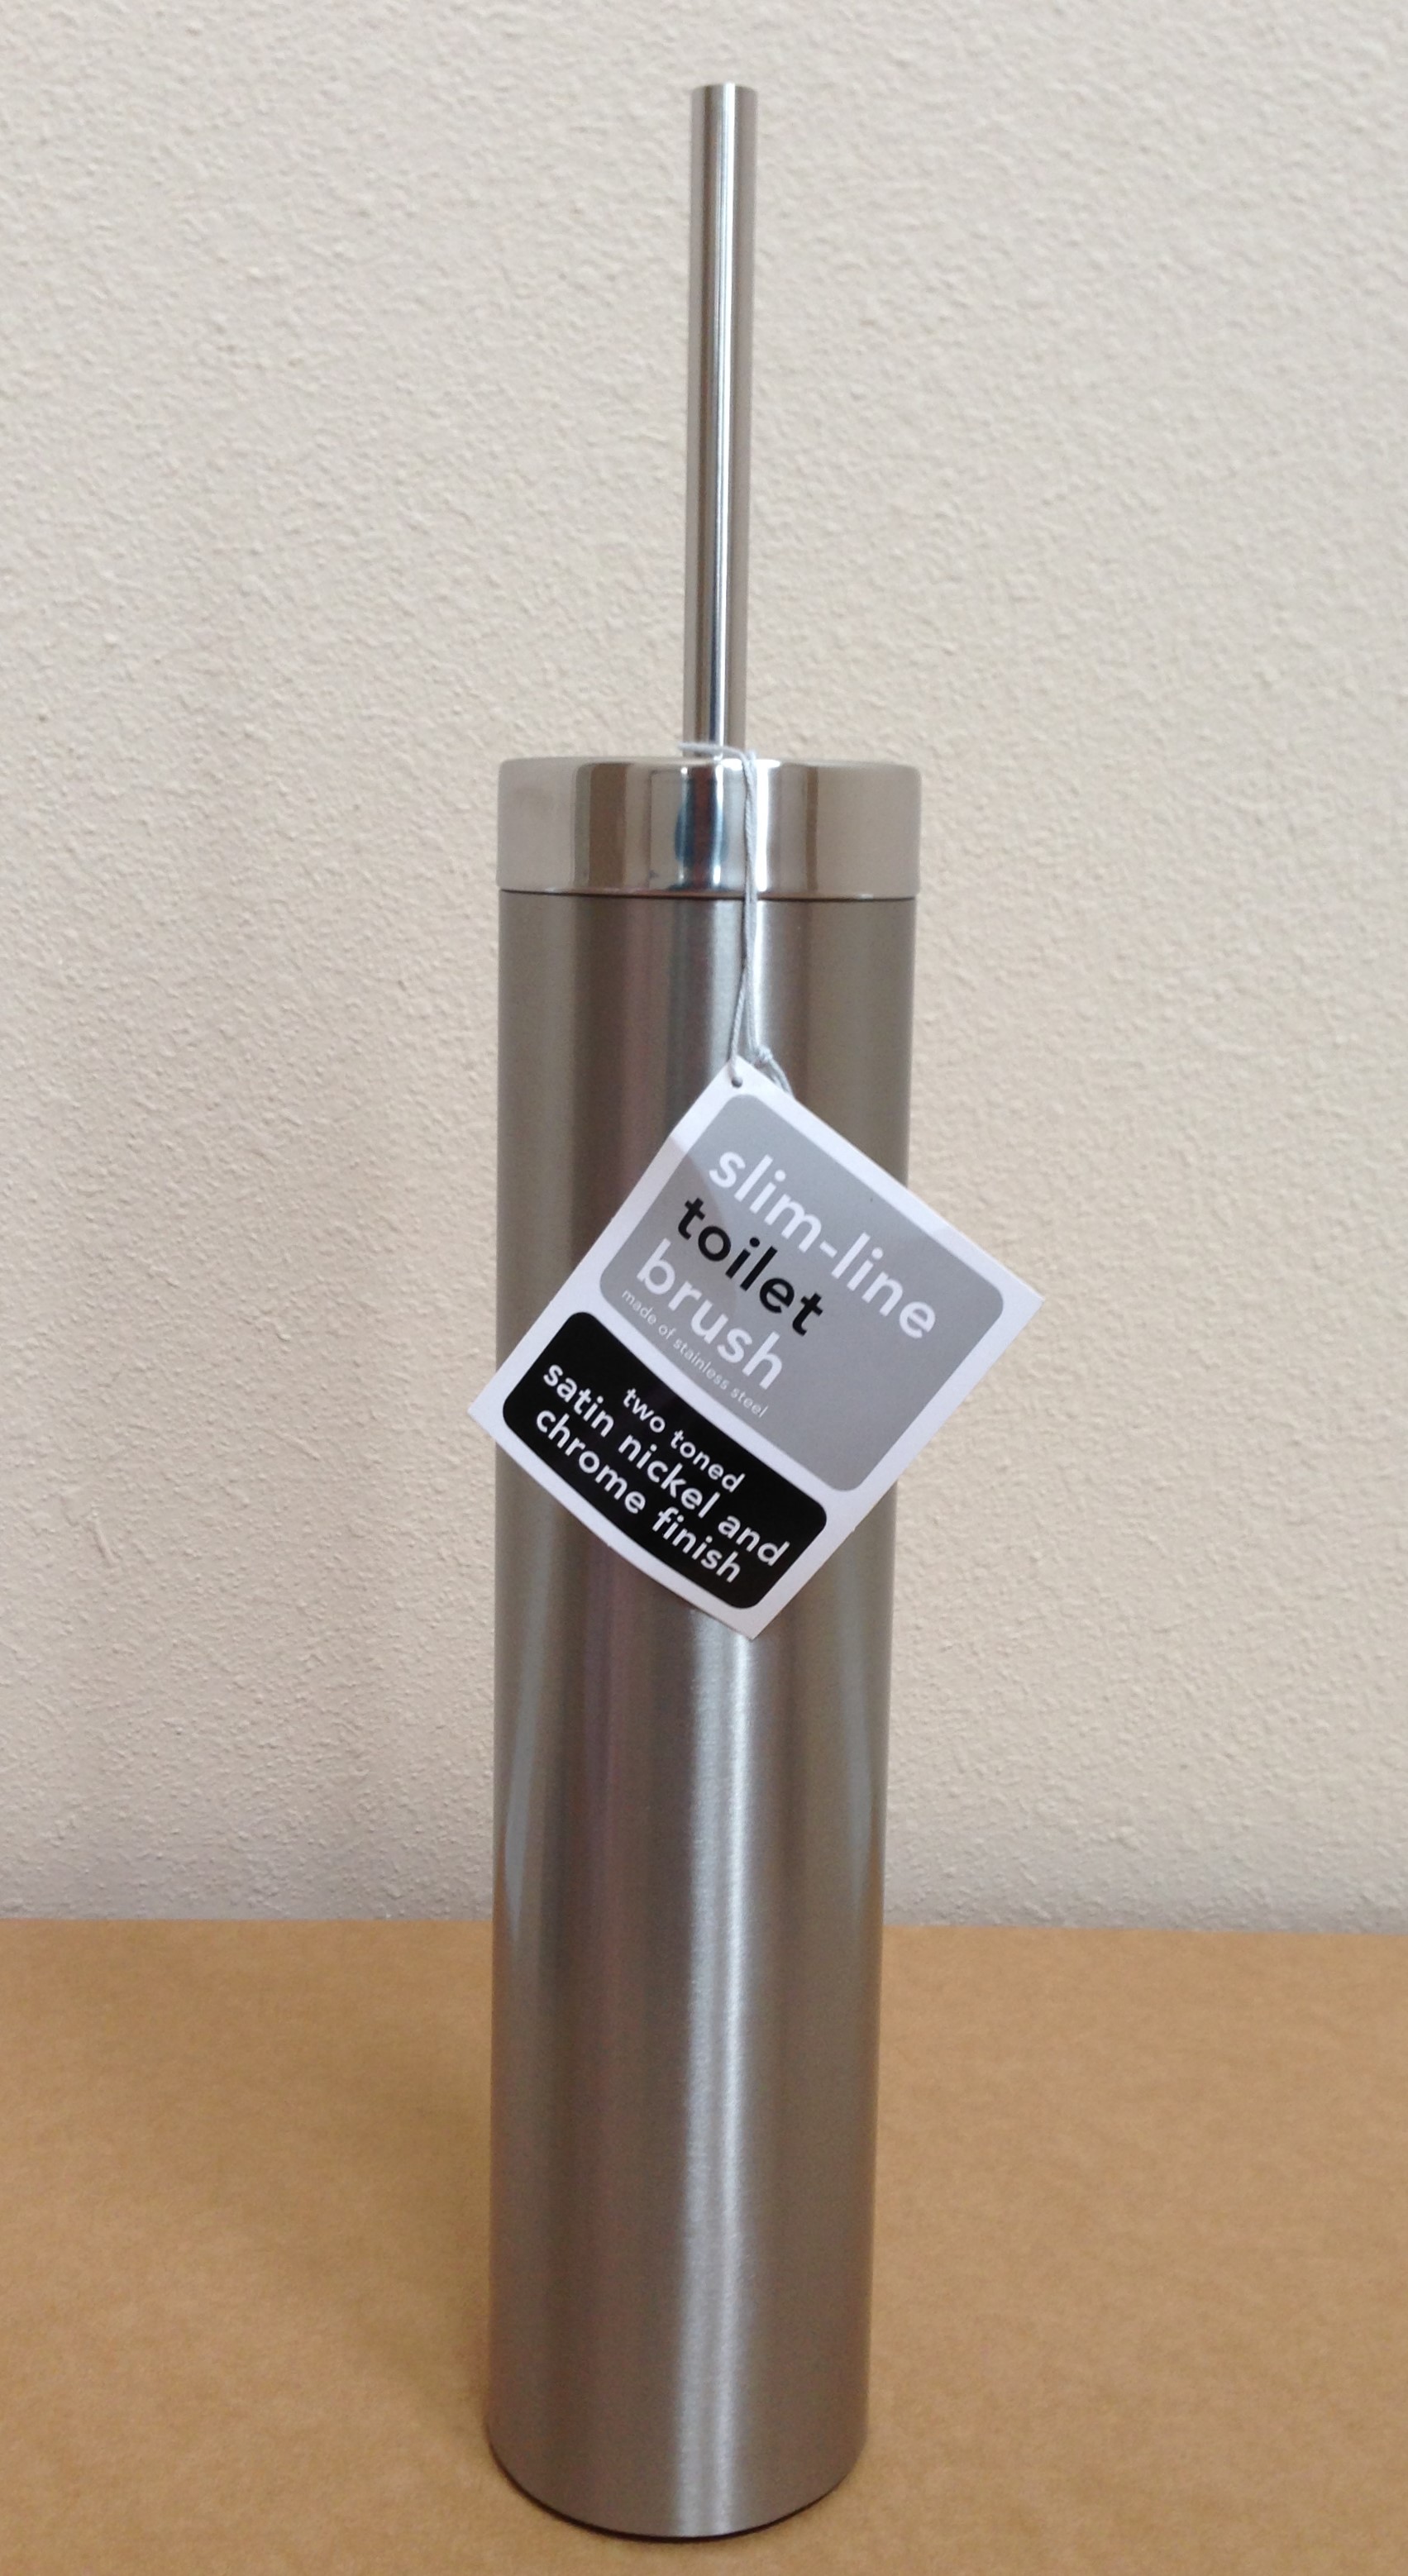 slim-line
toilet
brush
made of stainless steel
two toned
satin nickel and
chrome finish